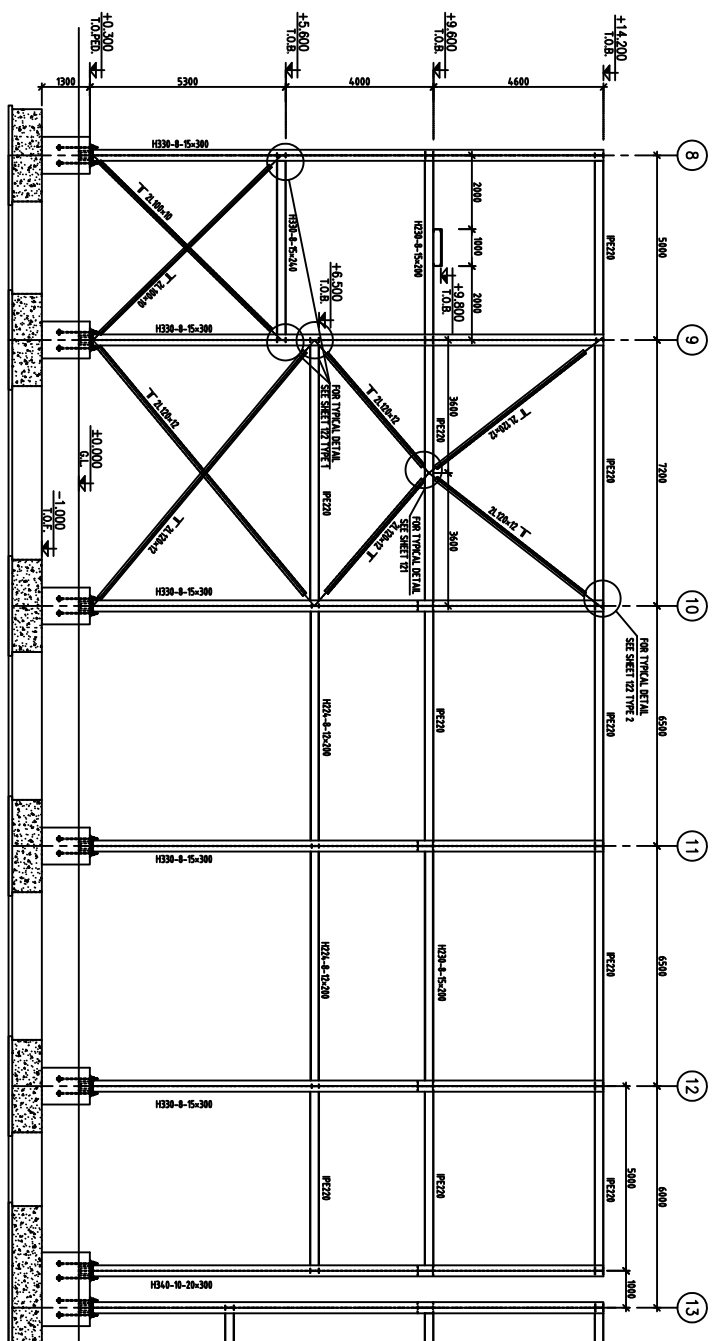 8
9
10
11
12
13
5000
7200
6500
6500
6000
5000
1000
+14.200
T.O.B.
+9.600
T.O.B.
+5.600
T.O.B.
+0.300
T.O.PED.
4600
4000
5300
1300
IPE220
IPE220
IPE220
IPE220
IPE220
2000
1000
2000
+9.800
T.O.B.
H230-8-15×200
3600
3600
IPE220
IPE220
H230-8-15×200
IPE220
2L120×12
2L120×12
2L120×12
2L120×12
FOR TYPICAL DETAIL
SEE SHEET 122 TYPE 2
FOR TYPICAL DETAIL
SEE SHEET 121
FOR TYPICAL DETAIL
SEE SHEET 122 TYPE 1
+6.500
T.O.B.
H330-8-15×240
IPE220
H224-8-12×200
H224-8-12×200
IPE220
2L100×10
2L100×10
2L120×12
2L120×12
H330-8-15×300
H330-8-15×300
H330-8-15×300
H330-8-15×300
H330-8-15×300
H340-10-20×300
+0.000
G.L
-1.000
T.O.F.